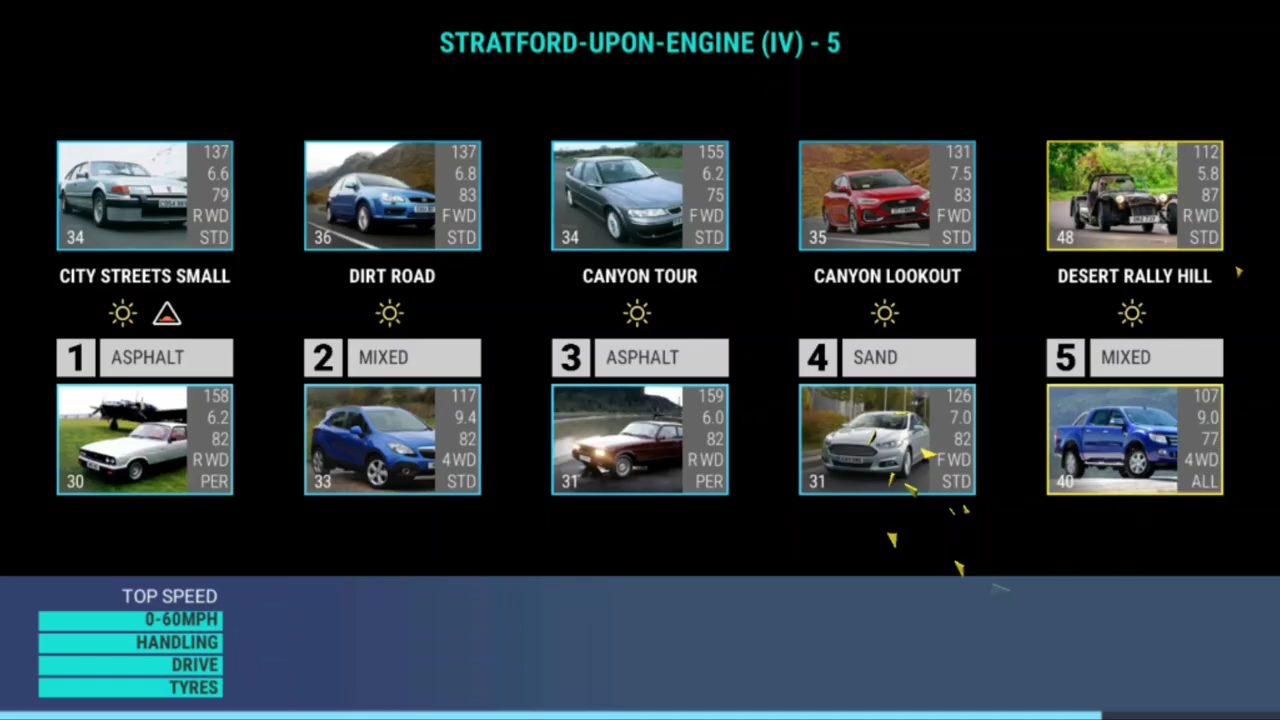 STRATFORD-UPON-ENGINE (IV) - 5
137
6.6
79
RWD
34 STD
137
6.8
83
FWD
36 STD
155
6.2
75
FWD
34 STD
131
7.5
83
FWD
35 STD
112
5.8
87
RWD
48 STD
CITY STREETS SMALL
DIRT ROAD
CANYON TOUR
CANYON LOOKOUT
DESERT RALLY HILL
1 ASPHALT
2 MIXED
3 ASPHALT
4 SAND
5 MIXED
158
6.2
82
RWD
30 PER
117
9.4
82
4WD
33 STD
159
6.0
82
RWD
31 PER
126
7.0
82
FWD
31 STD
107
9.0
77
4WD
40 ALL
TOP SPEED
0-60MPH
HANDLING
DRIVE
TYRES